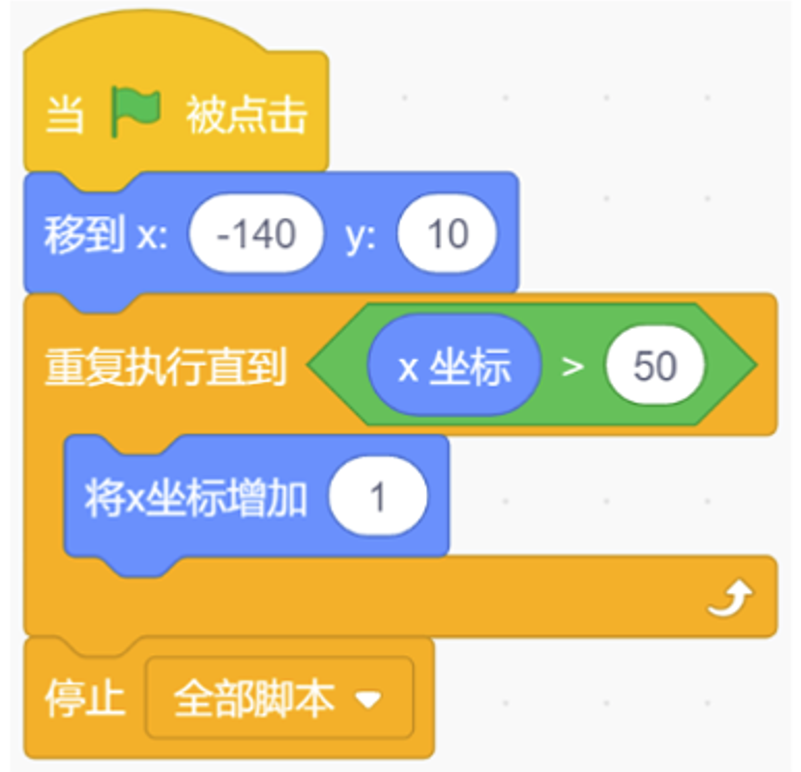 当 被点击
移到 x: -140 y: 10
重复执行直到 x 坐标 > 50
将x坐标增加 1
停止 全部脚本